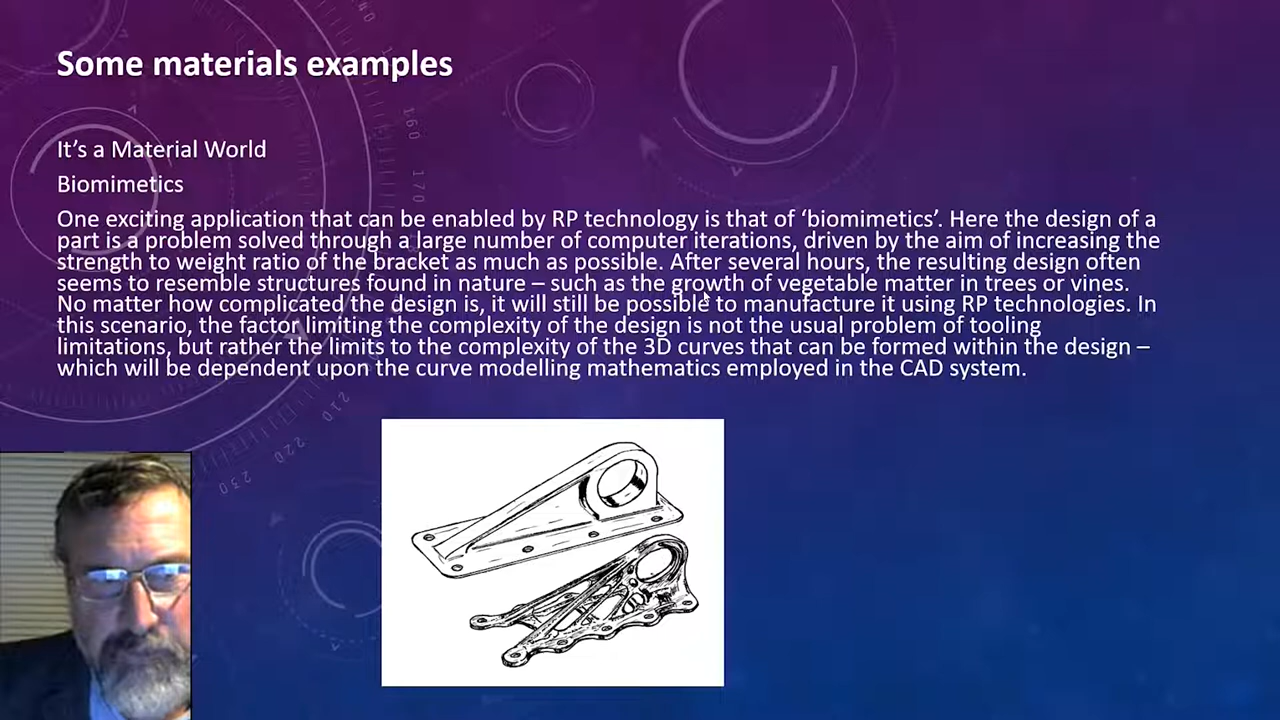 Some materials examples
It's a Material World
Biomimetics
One exciting application that can be enabled by RP technology is that of ‘biomimetics’. Here the design of a
part is a problem solved through a large number of computer iterations, driven by the aim of increasing the
strength to weight ratio of the bracket as much as possible. After several hours, the resulting design often
seems to resemble structures found in nature – such as the growth of vegetable matter in trees or vines.
No matter how complicated the design is, it will still be possible to manufacture it using RP technologies. In
this scenario, the factor limiting the complexity of the design is not the usual problem of tooling
limitations, but rather the limits to the complexity of the 3D curves that can be formed within the design –
which will be dependent upon the curve modelling mathematics employed in the CAD system.
160
170
210
220
230